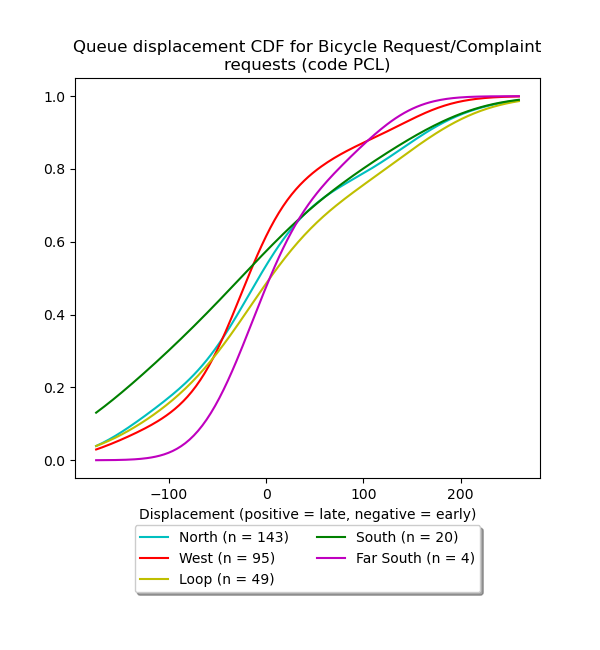 Queue displacement CDF for Bicycle Request/Complaint
requests (code PCL)
1.0
0.8
0.6
0.4
0.2
0.0
−100 0 100 200
Displacement (positive = late, negative = early)
North (n = 143) South (n = 20)
West (n = 95) Far South (n = 4)
Loop (n = 49)